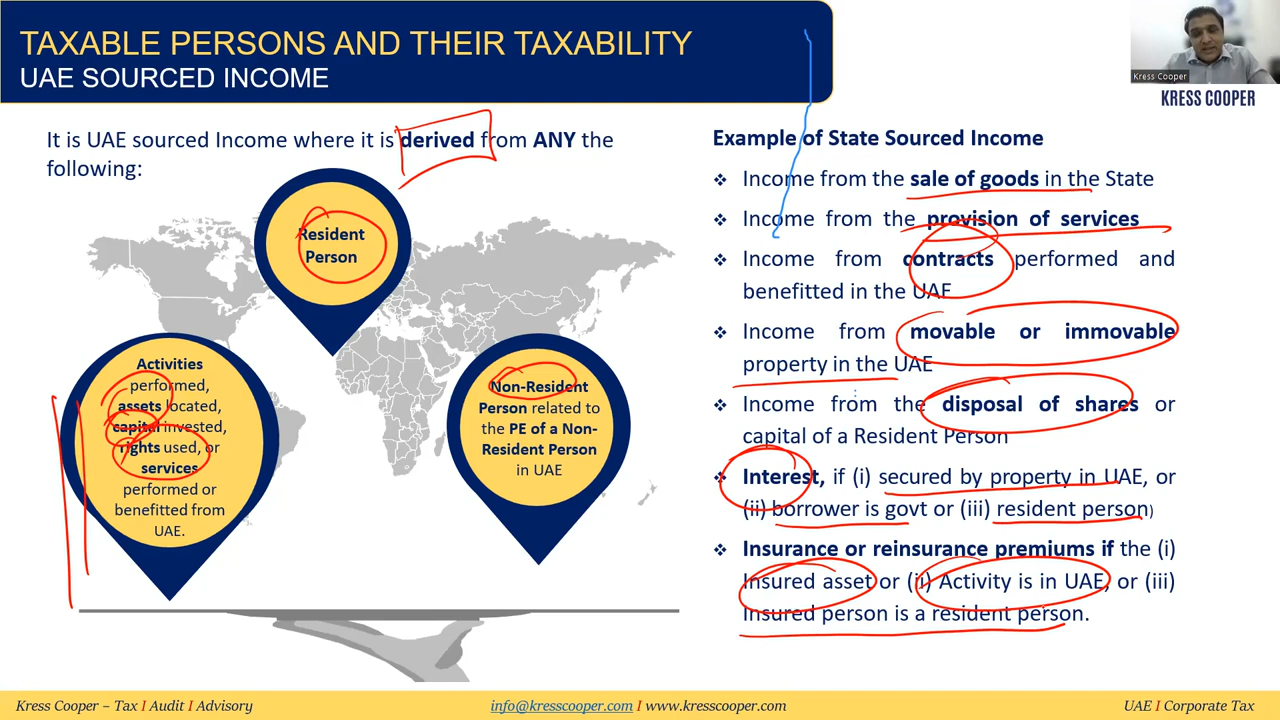 TAXABLE PERSONS AND THEIR TAXABILITY
UAE SOURCED INCOME
Kress Cooper
KRESS COOPER
It is UAE sourced Income where it is derived from ANY the
following:
Resident
Person
Activities
performed,
assets located,
capital invested,
rights used, or
services
performed or
benefitted from
UAE.
Non-Resident
Person related to
the PE of a Non-
Resident Person
in UAE
Example of State Sourced Income
❖ Income from the sale of goods in the State
❖ Income from the provision of services
❖ Income from contracts performed and
benefitted in the UAE
❖ Income from movable or immovable
property in the UAE
❖ Income from the disposal of shares or
capital of a Resident Person
❖ Interest, if (i) secured by property in UAE, or
(ii) borrower is govt or (iii) resident person)
❖ Insurance or reinsurance premiums if the (i)
Insured asset or (ii) Activity is in UAE, or (iii)
Insured person is a resident person.
Kress Cooper – Tax I Audit I Advisory
info@kresscooper.com I www.kresscooper.com
UAE I Corporate Tax